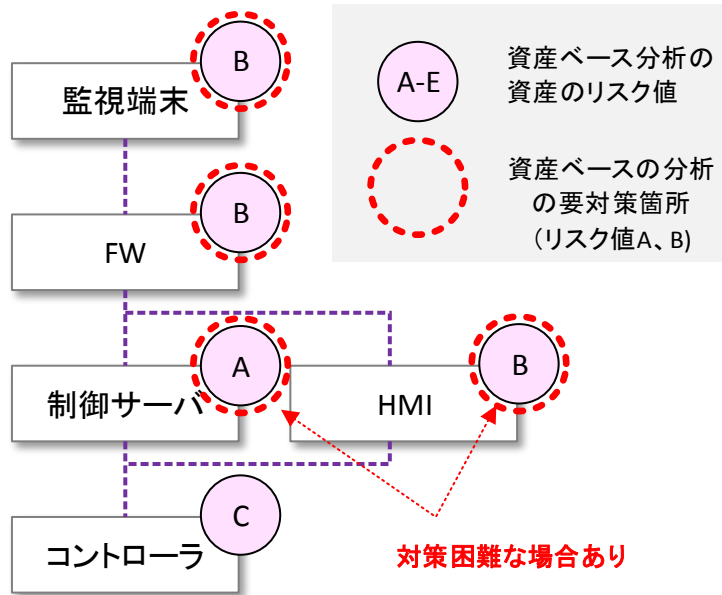 B
監視端末
B
FW
A
制御サーバ
B
HMI
C
コントローラ
対策困難な場合あり
A-E
資産ベース分析の
資産のリスク値
資産ベースの分析
の要対策箇所
（リスク値A、B)